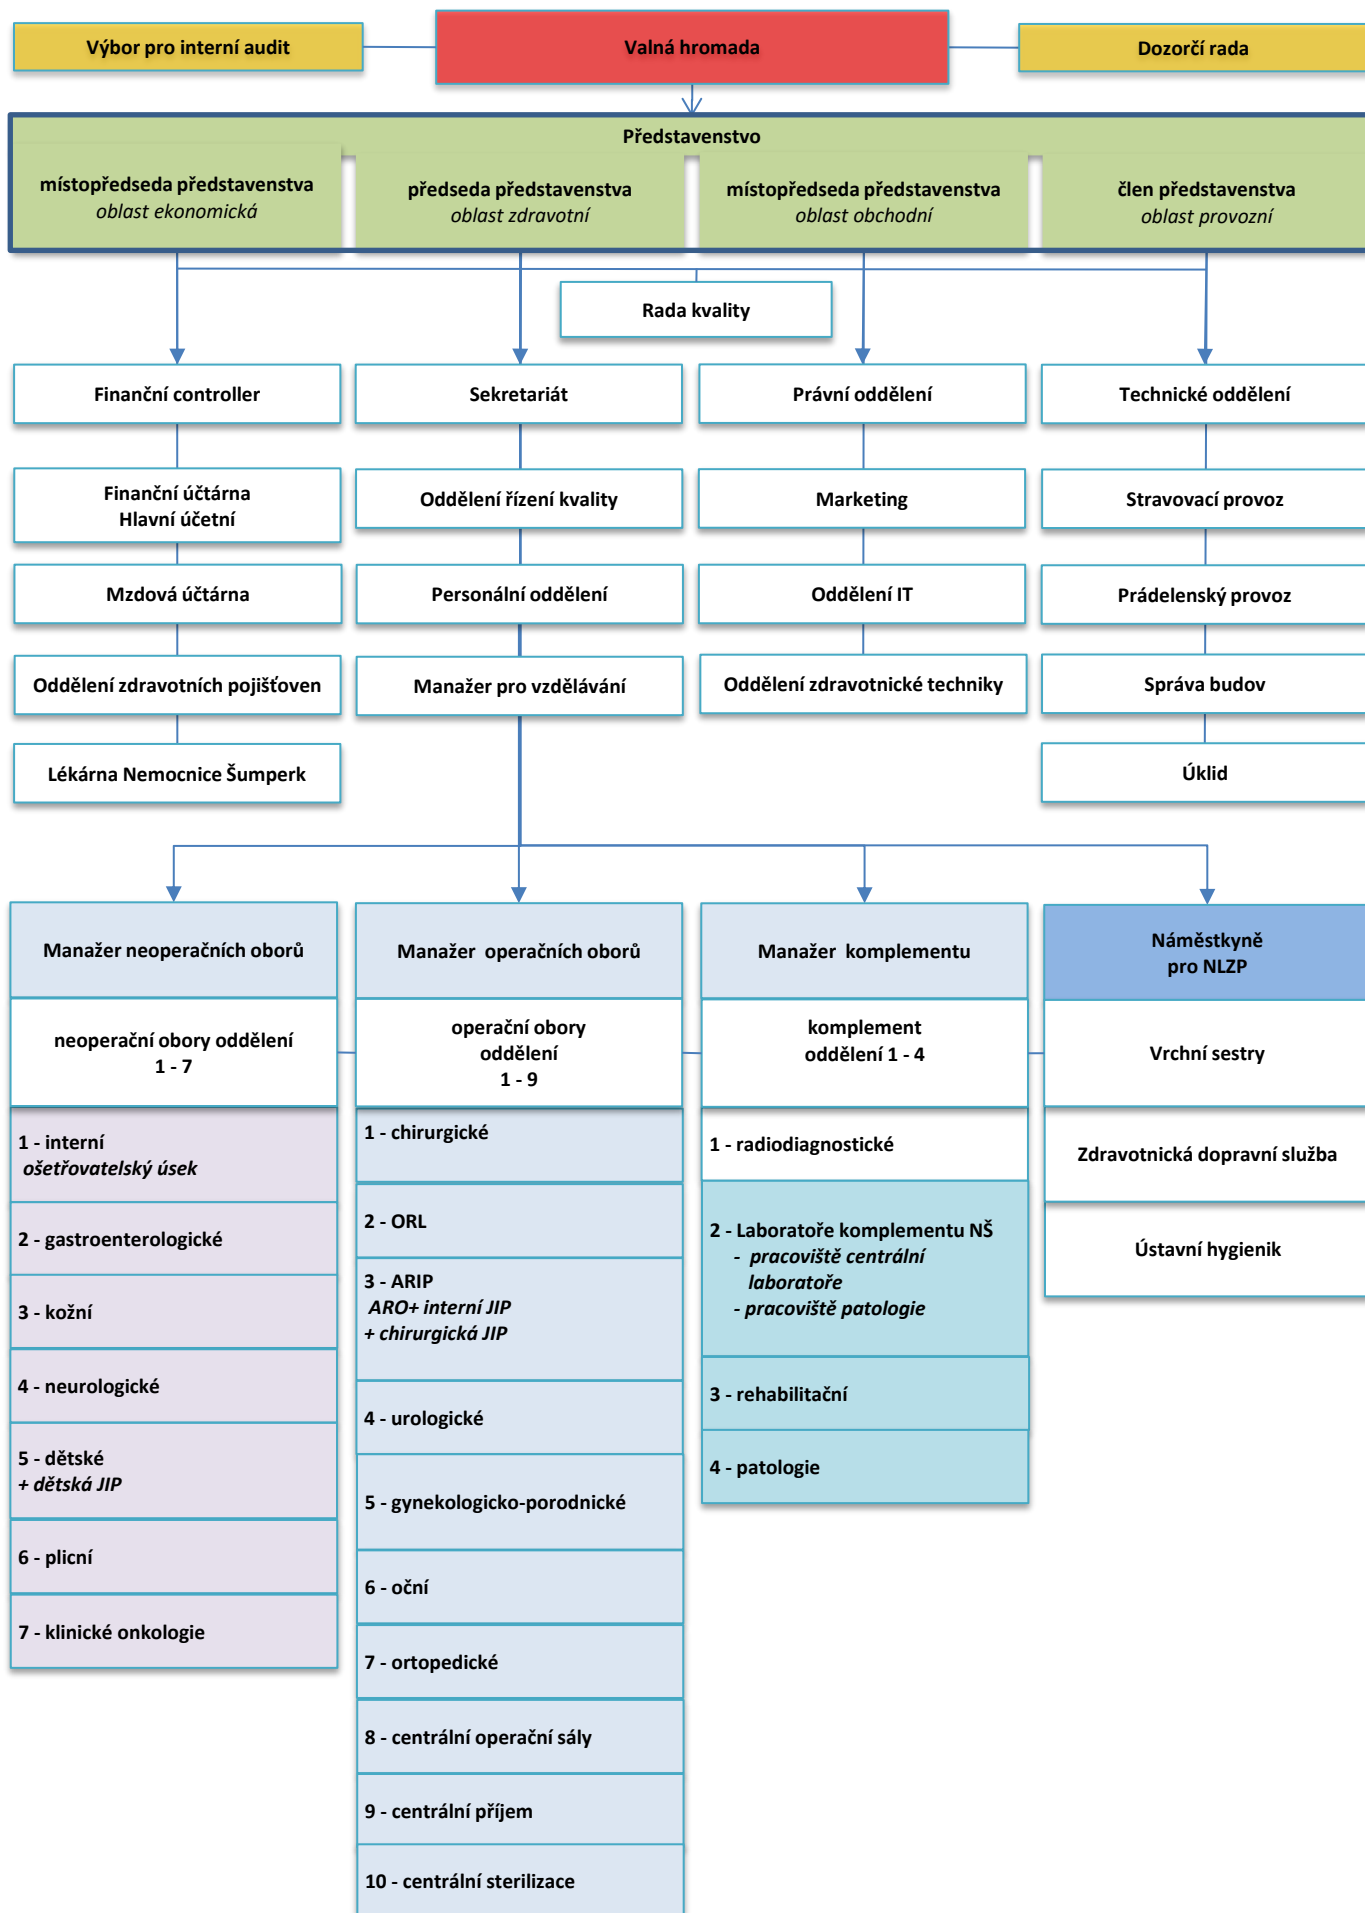 Výbor pro interní audit
Valná hromada
Dozorčí rada
Představenstvo
místopředseda představenstva
oblast ekonomická
předseda představenstva
oblast zdravotní
místopředseda představenstva
oblast obchodní
člen představenstva
oblast provozní
Rada kvality
Finanční controller
Sekretariát
Právní oddělení
Technické oddělení
Finanční účtárna
Hlavní účetní
Oddělení řízení kvality
Marketing
Stravovací provoz
Mzdová účtárna
Personální oddělení
Oddělení IT
Prádelenský provoz
Oddělení zdravotních pojišťoven
Manažer pro vzdělávání
Oddělení zdravotnické techniky
Správa budov
Lékárna Nemocnice Šumperk
Úklid
Manažer neoperačních oborů
Manažer  operačních oborů
Manažer  komplementu
Náměstkyně
pro NLZP
neoperační obory oddělení
1 - 7
operační obory
oddělení
1 - 9
komplement
oddělení 1 - 4
Vrchní sestry
1 - interní
ošetřovatelský úsek
2 - gastroenterologické
3 - kožní
4 - neurologické
5 - dětské
+ dětská JIP
6 - plicní
7 - klinické onkologie
1 - chirurgické
2 - ORL
3 - ARIP
ARO+ interní JIP
+ chirurgická JIP
4 - urologické
5 - gynekologicko-porodnické
6 - oční
7 - ortopedické
8 - centrální operační sály
9 - centrální příjem
10 - centrální sterilizace
1 - radiodiagnostické
2 - Laboratoře komplementu NŠ
- pracoviště centrální
laboratoře
- pracoviště patologie
3 - rehabilitační
4 - patologie
Zdravotnická dopravní služba
Ústavní hygienik